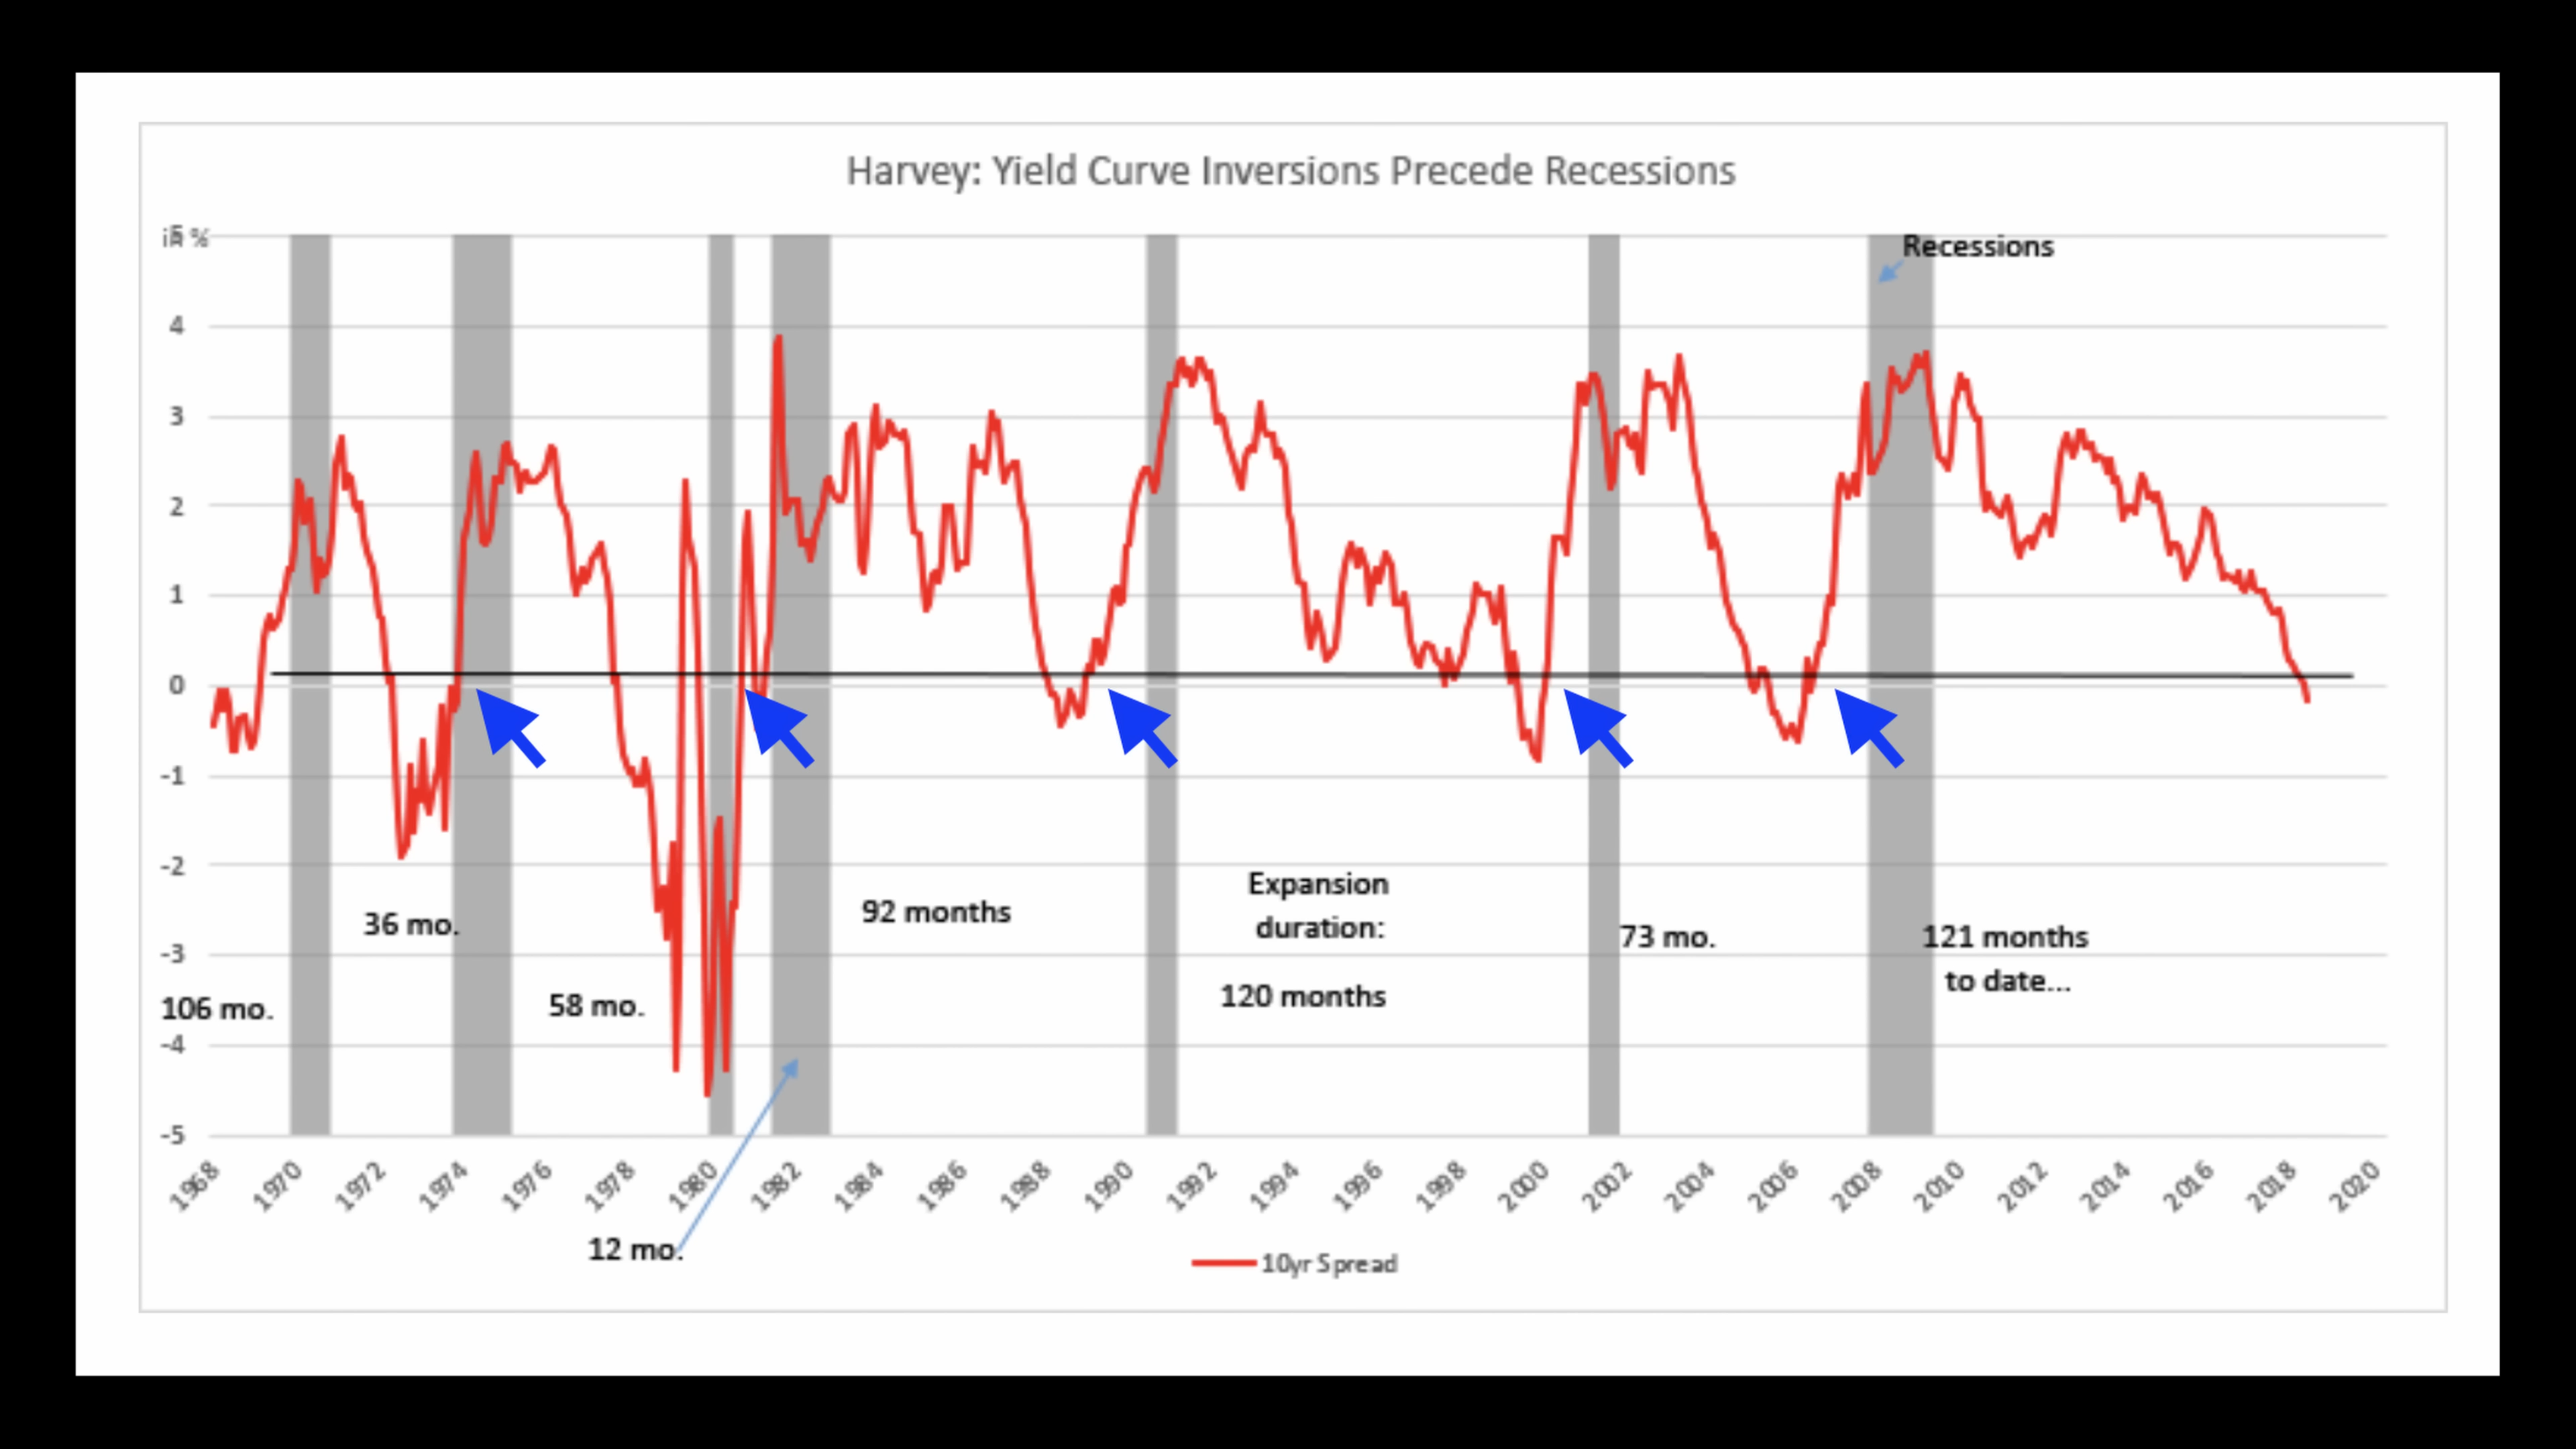 Harvey: Yield Curve Inversions Precede Recessions
in %
5
Recessions
4
3
2
1
0
-1
-2
-3
-4
-5
106 mo.
36 mo.
58 mo.
92 months
Expansion
duration:
120 months
73 mo.
121 months
to date...
1968 1970 1972 1974 1976 1978 1980 1982 1984 1986 1988 1990 1992 1994 1996 1998 2000 2002 2004 2006 2008 2010 2012 2014 2016 2018 2020
12 mo.
10yr Spread